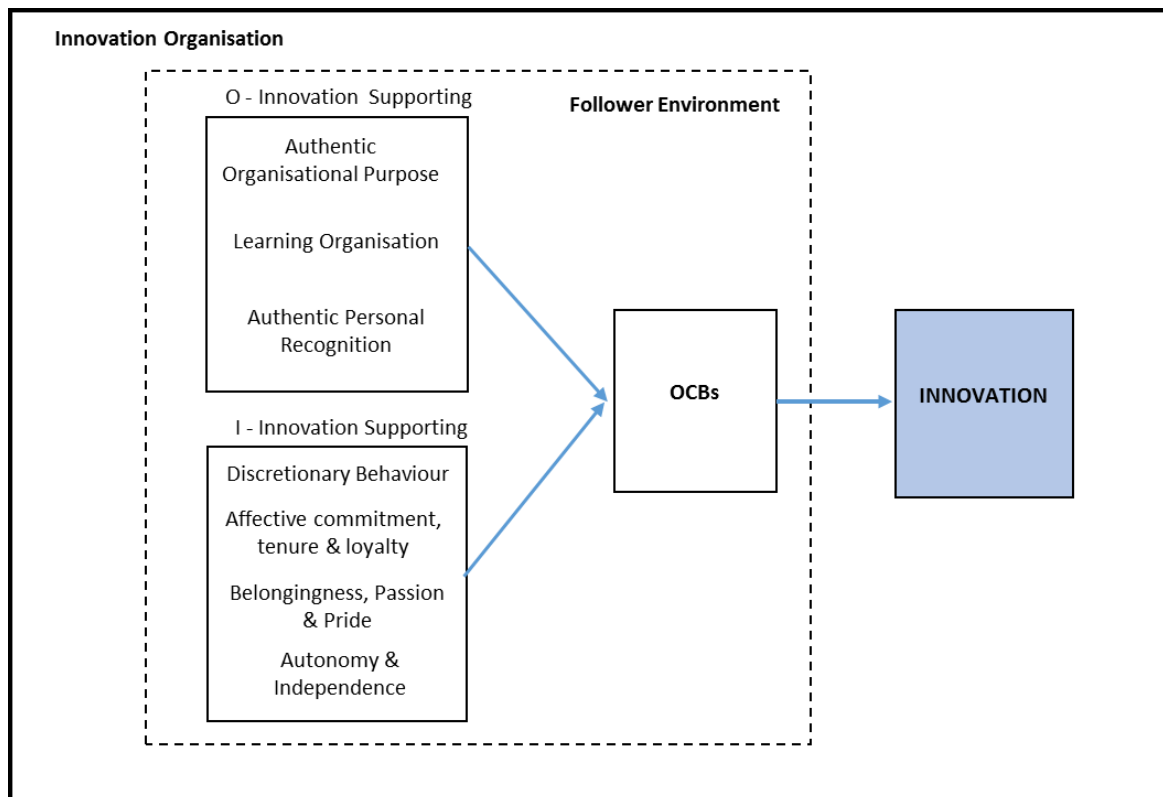 Innovation Organisation
O - Innovation Supporting
Follower Environment
Authentic
Organisational Purpose
Learning Organisation
Authentic Personal
Recognition
I - Innovation Supporting
Discretionary Behaviour
Affective commitment,
tenure & loyalty
Belongingness, Passion
& Pride
Autonomy &
Independence
OCBs
INNOVATION